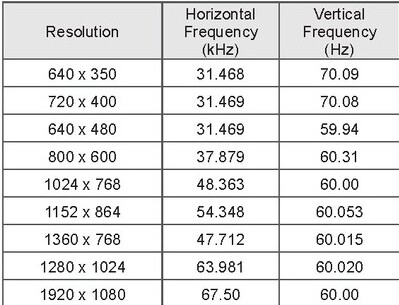 Resolution Horizontal Frequency (kHz) Vertical Frequency (Hz)
640 x 350 31.468 70.09
720 x 400 31.469 70.08
640 x 480 31.469 59.94
800 x 600 37.879 60.31
1024 x 768 48.363 60.00
1152 x 864 54.348 60.053
1360 x 768 47.712 60.015
1280 x 1024 63.981 60.020
1920 x 1080 67.50 60.00